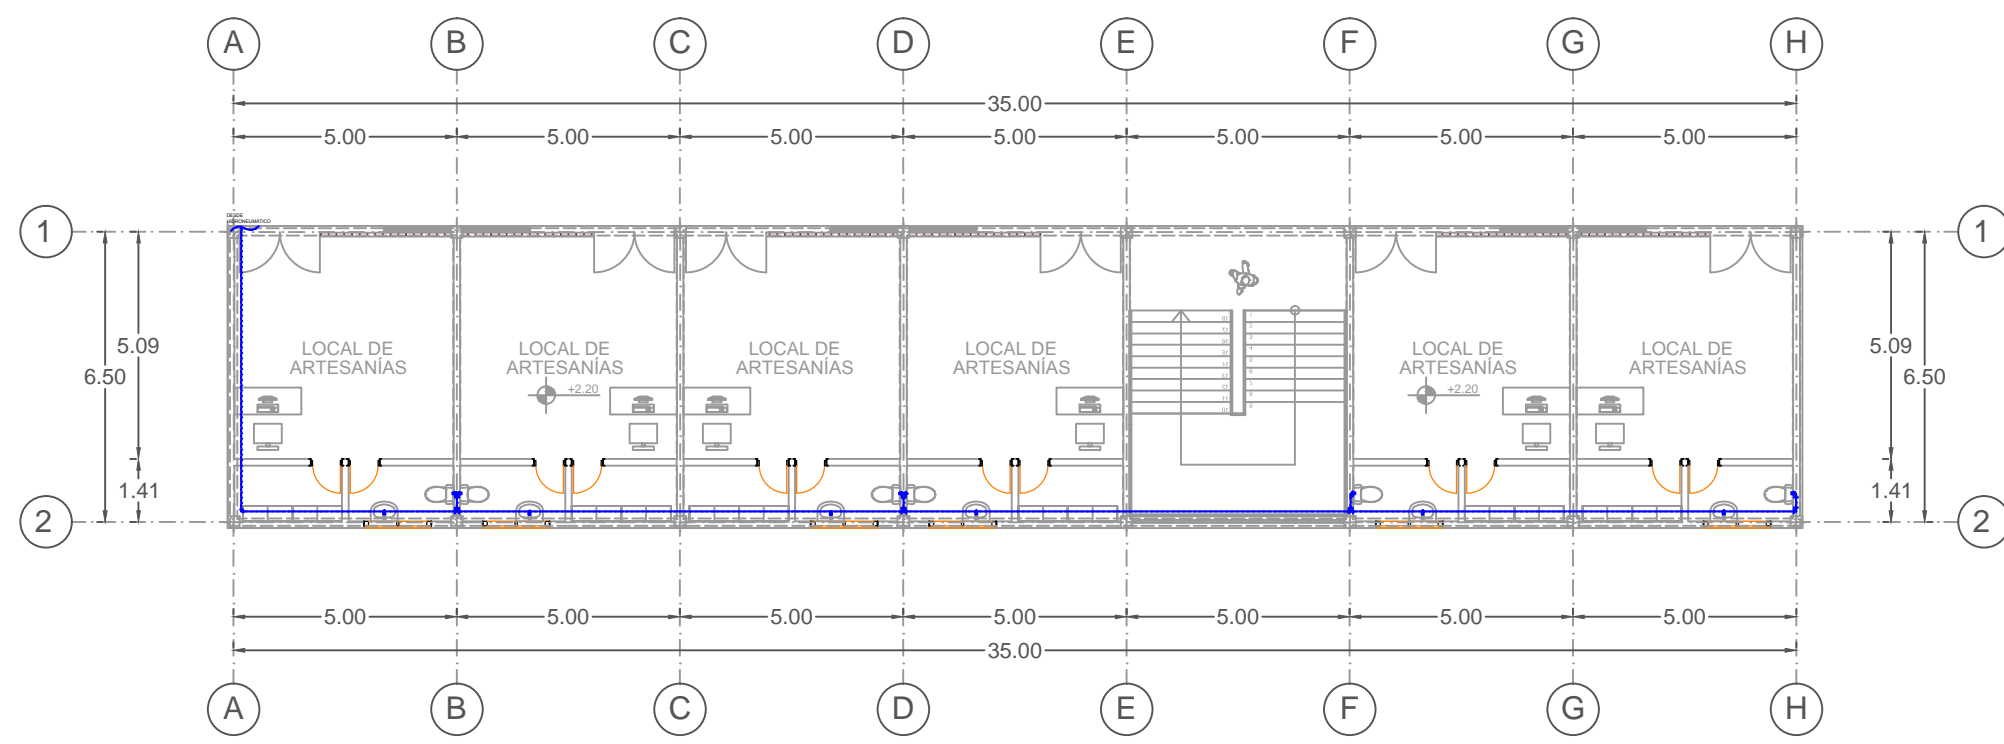 A B C D E F G H
35.00
5.00 5.00 5.00 5.00 5.00 5.00 5.00
DESDE
HIDRONEUMÁTICO
1 1
5.09 5.09
6.50 6.50
LOCAL DE LOCAL DE LOCAL DE LOCAL DE LOCAL DE LOCAL DE
ARTESANÍAS ARTESANÍAS ARTESANÍAS ARTESANÍAS ARTESANÍAS ARTESANÍAS
+2.20 +2.20
1.41 1.41
2 2
5.00 5.00 5.00 5.00 5.00 5.00 5.00
35.00
A B C D E F G H